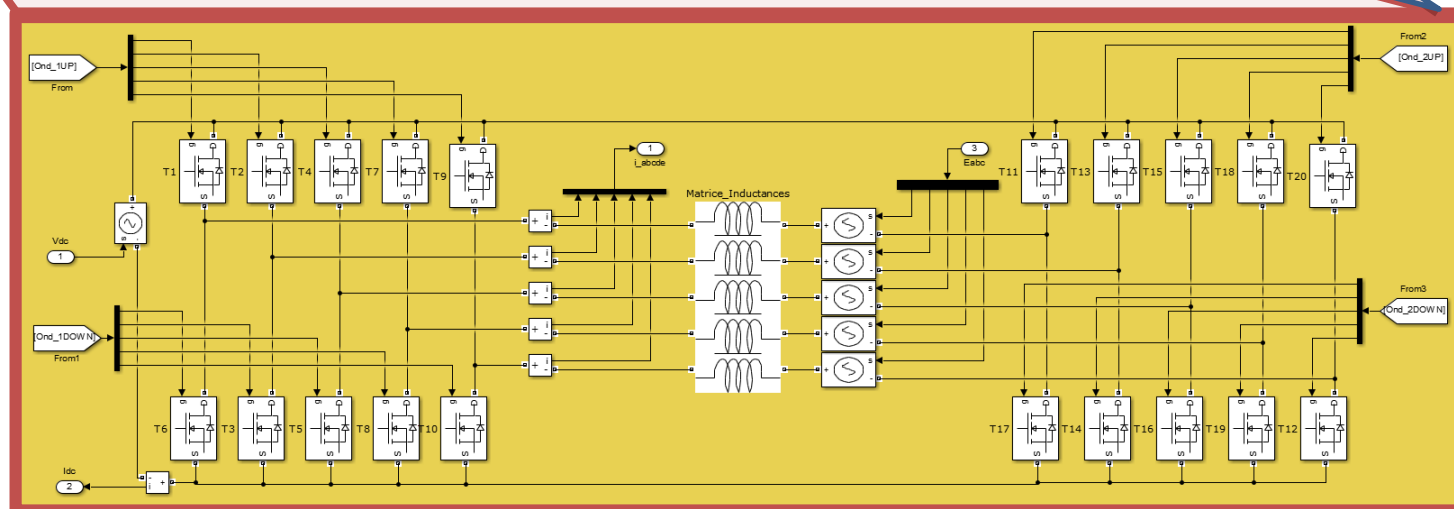 From2
[Ond_1UP]
[Ond_2UP]
From
g D g D g D g D g D
g D g D g D g D g D
1
i_abcde
3
Eabc
T1 T2 T4 T7 T9
T11 T13 T15 T18 T20
S S S S S
S S S S S
Matrice_Inductances
+
s
-
Vdc
1
+ i -
+ i -
+ i -
+ i -
+ i -
+ s -
+ s -
+ s -
+ s -
+ s -
From3
[Ond_2DOWN]
[Ond_1DOWN]
From1
g D g D g D g D g D
g D g D g D g D g D
T6 T3 T5 T8 T10
T17 T14 T16 T19 T12
S S S S S
S S S S S
Idc
2
- i +